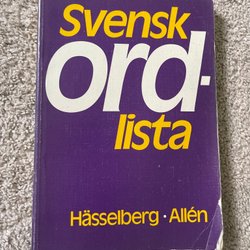 Svensk
ord-
lista
Hässelberg · Allén